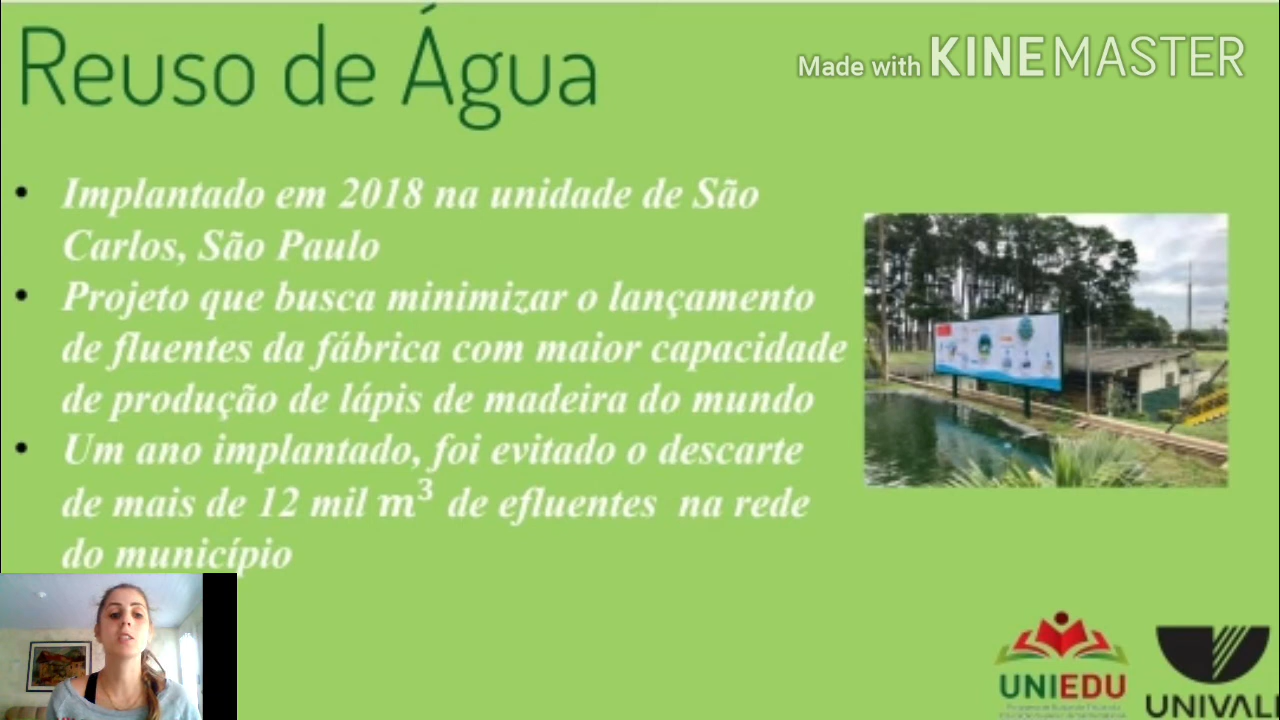 Reuso de Água
Made with KINEMASTER
• Implantado em 2018 na unidade de São
Carlos, São Paulo
• Projeto que busca minimizar o lançamento
de fluentes da fábrica com maior capacidade
de produção de lápis de madeira do mundo
• Um ano implantado, foi evitado o descarte
de mais de 12 mil m³ de efluentes na rede
do município
UNIEDU
UNIVALI